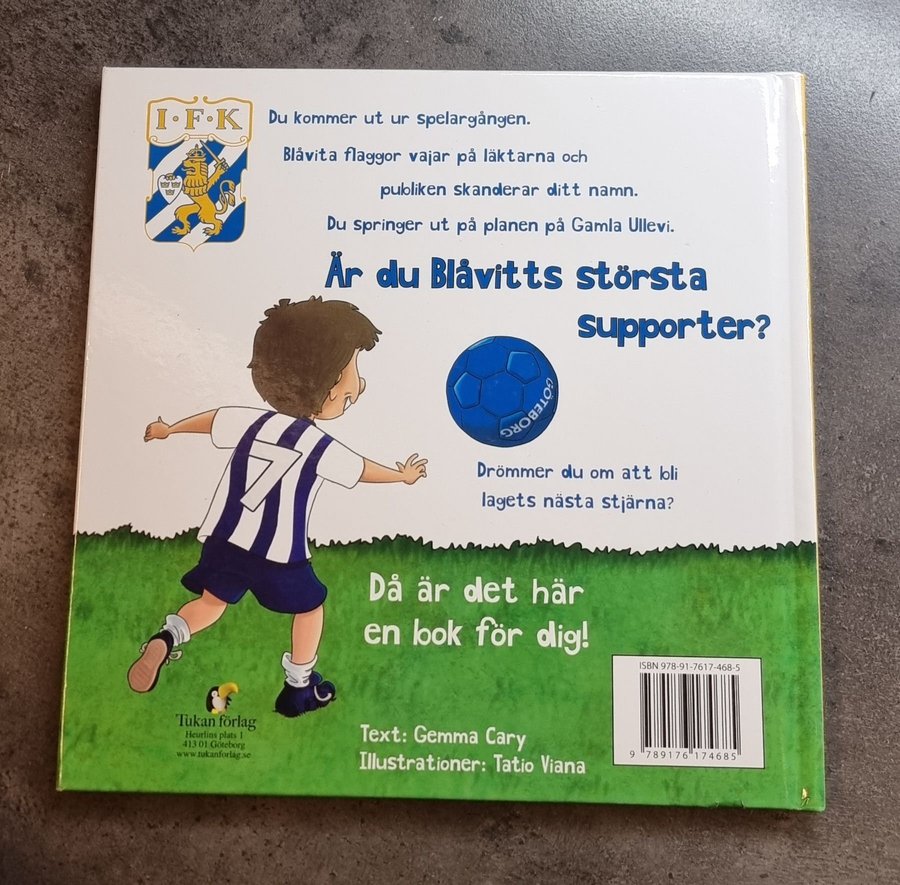 I·F·K
Du kommer ut ur spelargången.
Blåvita flaggor vajar på läktarna och
publiken skanderar ditt namn.
Du springer ut på planen på Gamla Ullevi.
Är du Blåvitts största
supporter?
GÖTEBORG
7
Drömmer du om att bli
lagets nästa stjärna?
Då är det här
en bok för dig!
ISBN 978-91-7617-468-5
9 789176 174685
Tukan förlag
Heurlins plats 1
413 01 Göteborg
www.tukanforlag.se
Text: Gemma Cary
Illustrationer: Tatio Viana